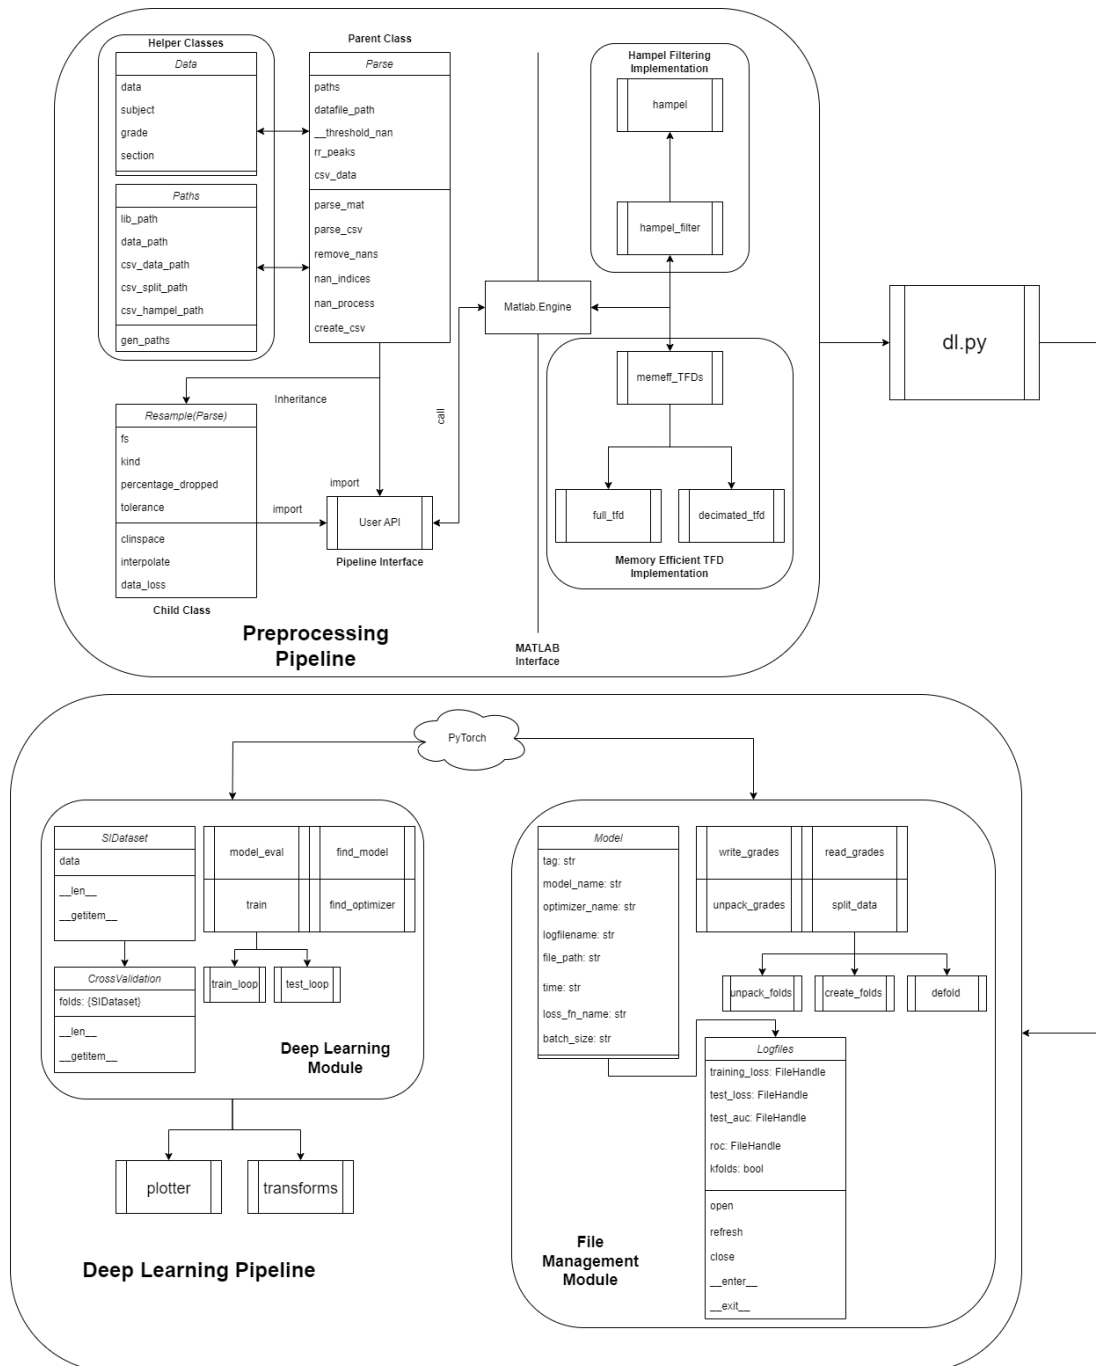 Helper Classes
Data
data
subject
grade
section
Paths
lib_path
data_path
csv_data_path
csv_split_path
csv_hampel_path
gen_paths
Parent Class
Parse
paths
datafile_path
__threshold_nan
rr_peaks
csv_data
parse_mat
parse_csv
remove_nans
nan_indices
nan_process
create_csv
Inheritance
Resample(Parse)
fs
kind
percentage_dropped
tolerance
clinspace
interpolate
data_loss
Child Class
import
import
User API
Pipeline Interface
call
Matlab.Engine
Preprocessing
Pipeline
MATLAB
Interface
Hampel Filtering
Implementation
hampel
hampel_filter
memeff_TFDs
full_tfd
decimated_tfd
Memory Efficient TFD
Implementation
dl.py
PyTorch
SIDataset
data
__len__
__getitem__
CrossValidation
folds: {SIDataset}
__len__
__getitem__
model_eval
find_model
train
find_optimizer
train_loop
test_loop
Deep Learning
Module
plotter
transforms
Deep Learning Pipeline
Model
tag: str
model_name: str
optimizer_name: str
logfilename: str
file_path: str
time: str
loss_fn_name: str
batch_size: str
write_grades
read_grades
unpack_grades
split_data
unpack_folds
create_folds
defold
Logfiles
training_loss: FileHandle
test_loss: FileHandle
test_auc: FileHandle
roc: FileHandle
kfolds: bool
open
refresh
close
__enter__
__exit__
File
Management
Module